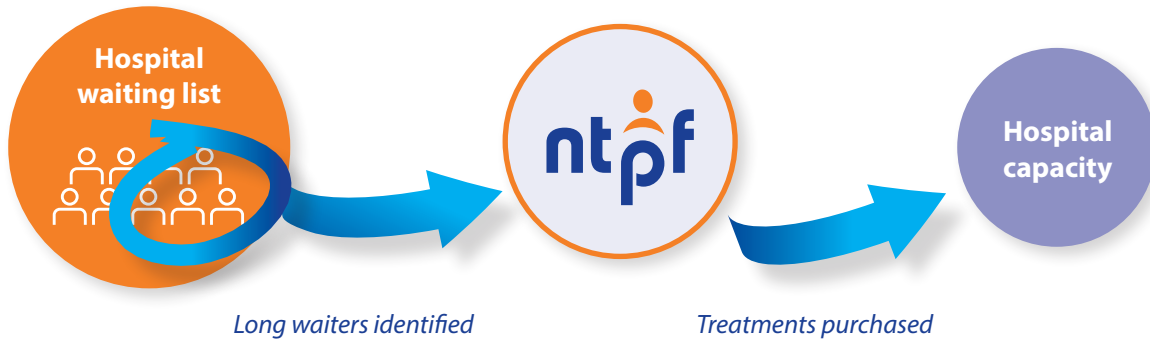 Hospital
waiting list
ntpf
Hospital
capacity
Long waiters identified
Treatments purchased